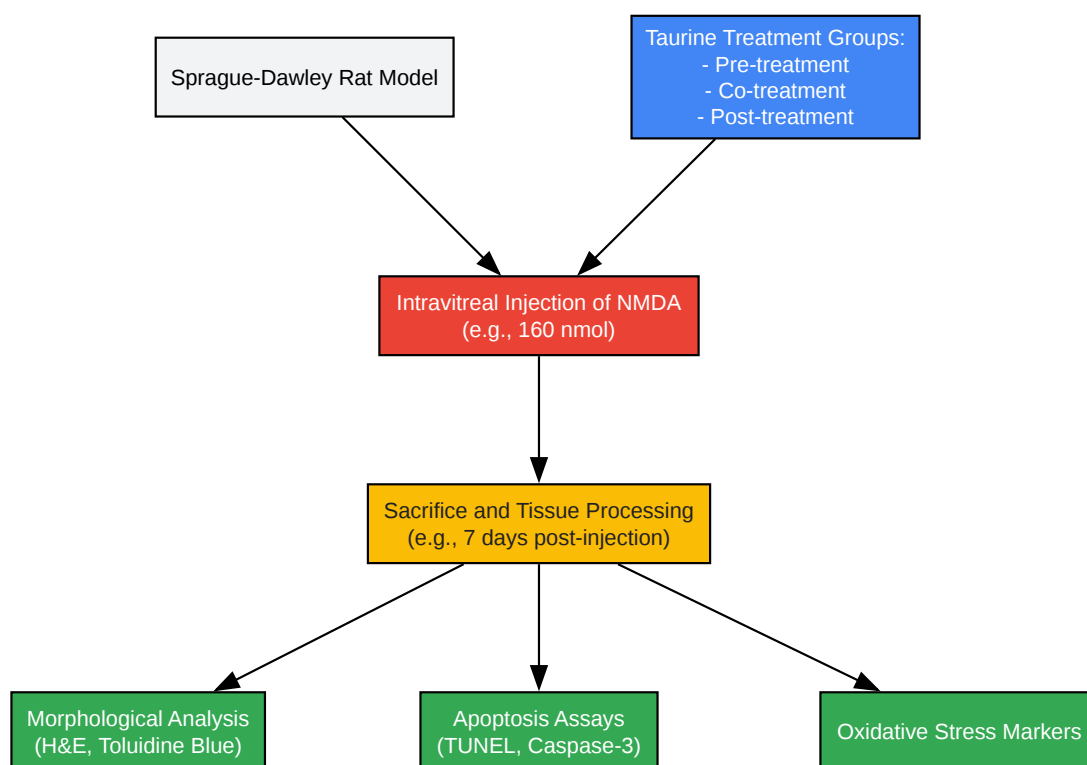 Sprague-Dawley Rat Model
Taurine Treatment Groups:
- Pre-treatment
- Co-treatment
- Post-treatment
Intravitreal Injection of NMDA
(e.g., 160 nmol)
Sacrifice and Tissue Processing
(e.g., 7 days post-injection)
Morphological Analysis
(H&E, Toluidine Blue)
Apoptosis Assays
(TUNEL, Caspase-3)
Oxidative Stress Markers